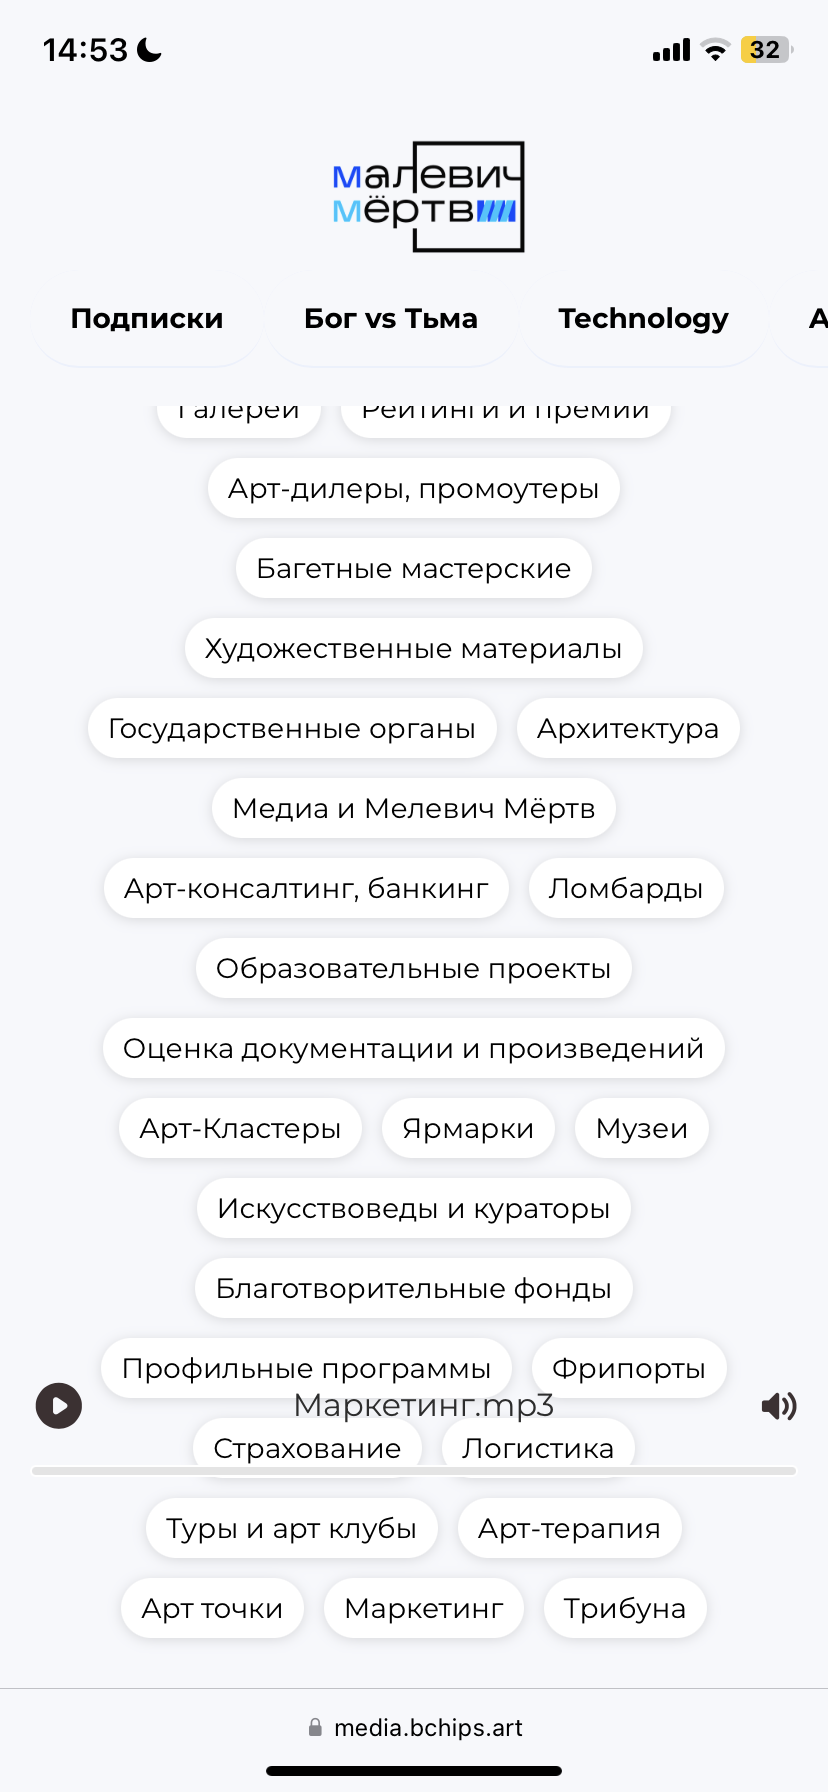 14:53
32
малевич
мёртв
Подписки Бог vs Тьма Technology
Галереи Рейтинги и премии
Арт-дилеры, промоутеры
Багетные мастерские
Художественные материалы
Государственные органы Архитектура
Медиа и Мелевич Мёртв
Арт-консалтинг, банкинг Ломбарды
Образовательные проекты
Оценка документации и произведений
Арт-Кластеры Ярмарки Музеи
Искусствоведы и кураторы
Благотворительные фонды
Профильные программы Фрипорты
Маркетинг.mp3
Страхование Логистика
Туры и арт клубы Арт-терапия
Арт точки Маркетинг Трибуна
media.bchips.art